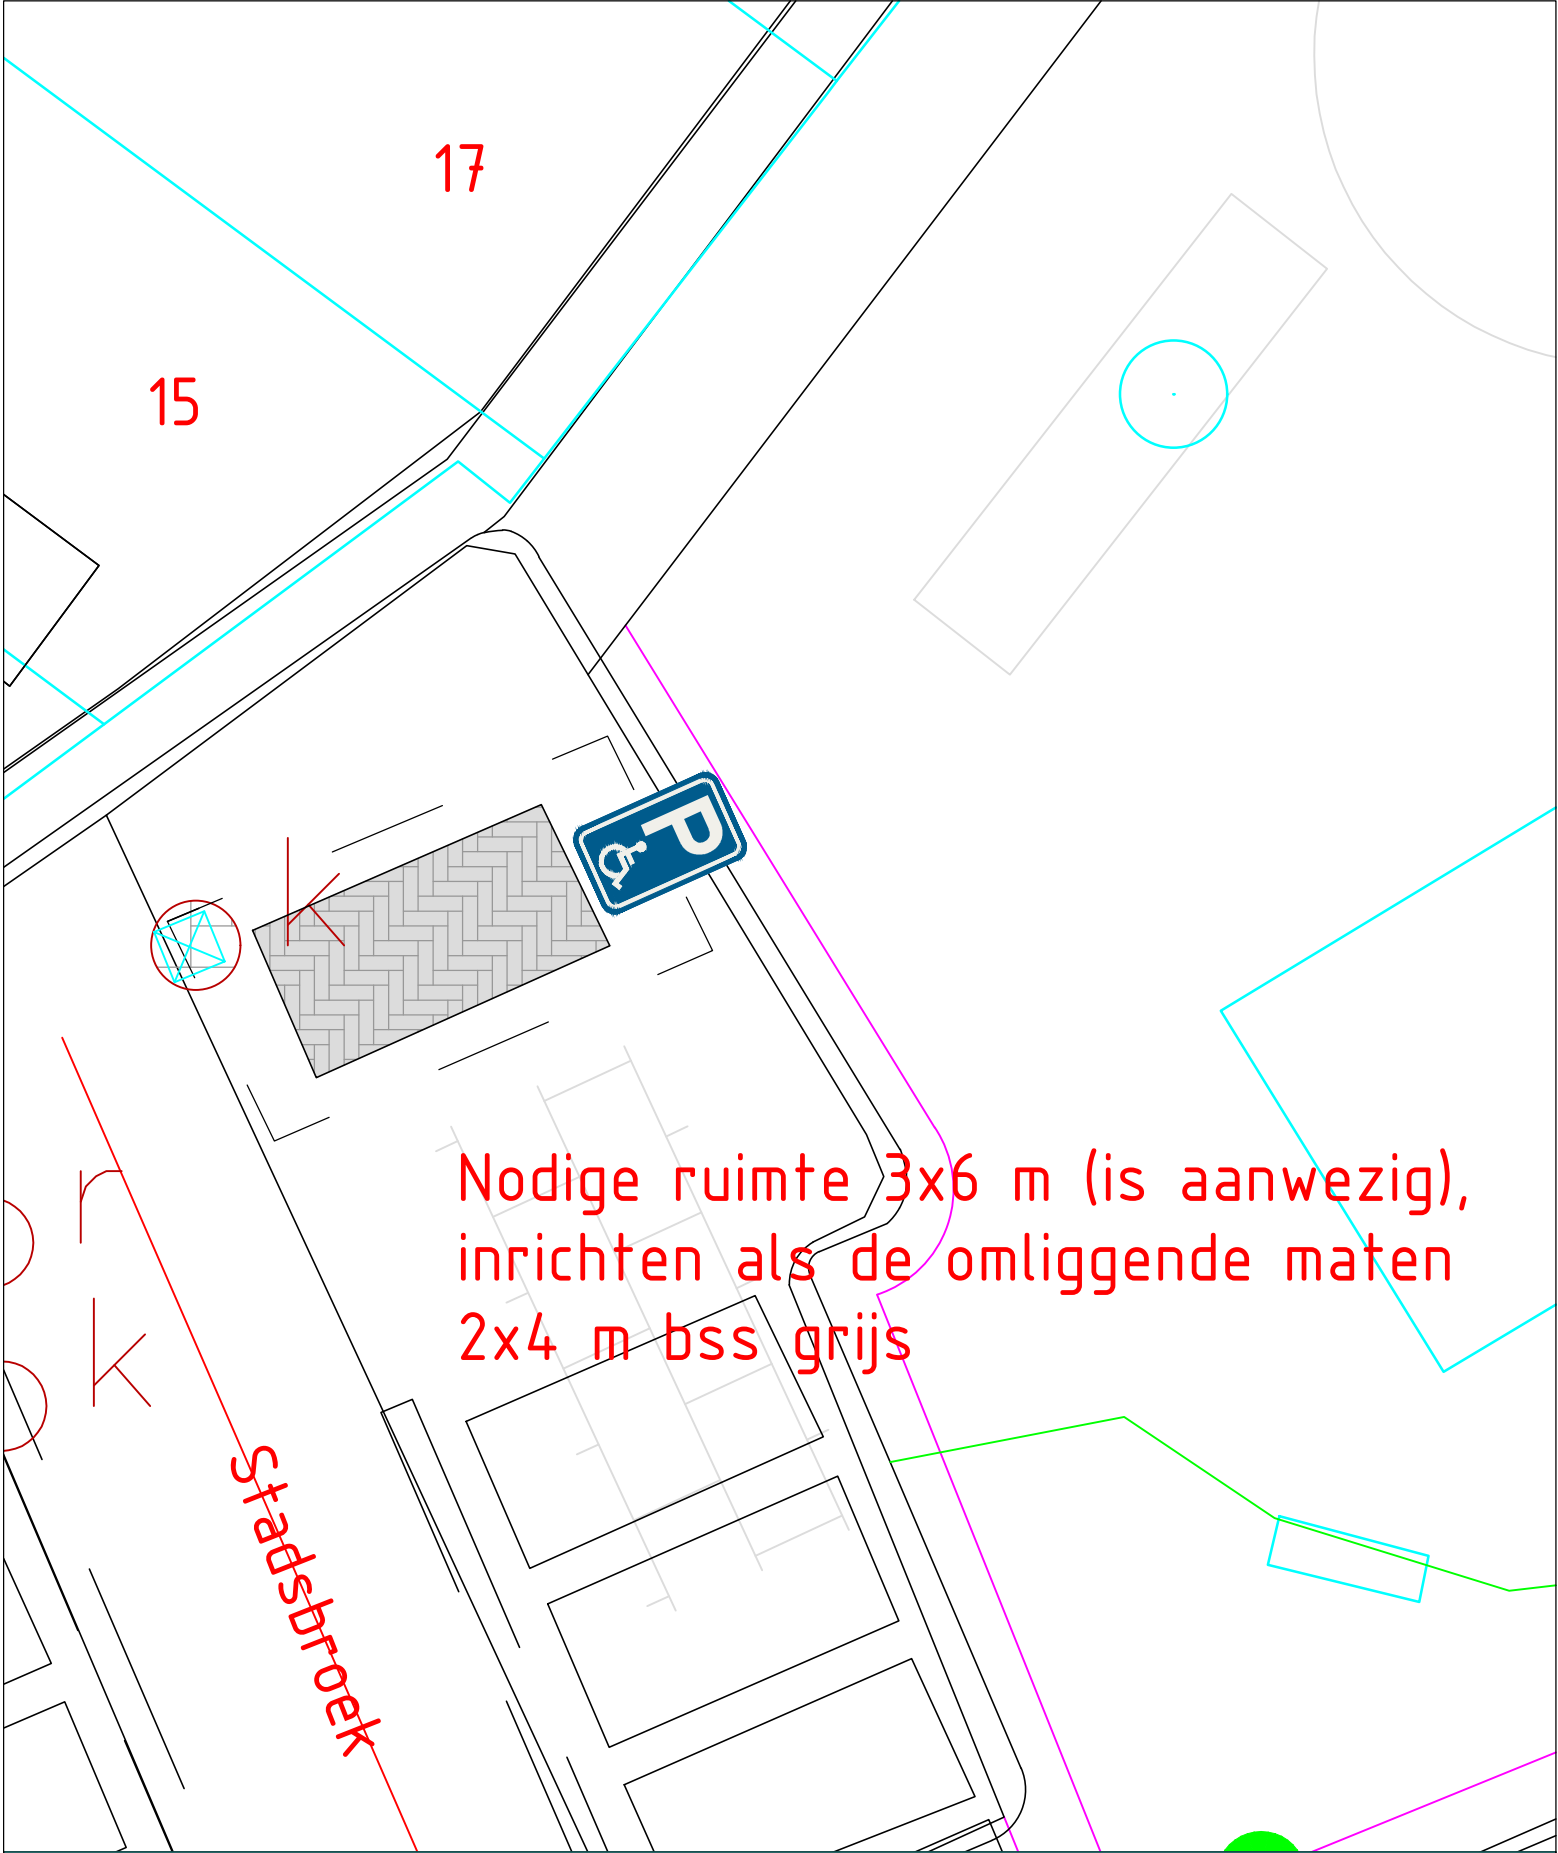 17
15
P
k
Nodige ruimte 3x6 m (is aanwezig),
inrichten als de omliggende maten
2x4 m bss grijs
r
k
Stadsbroek